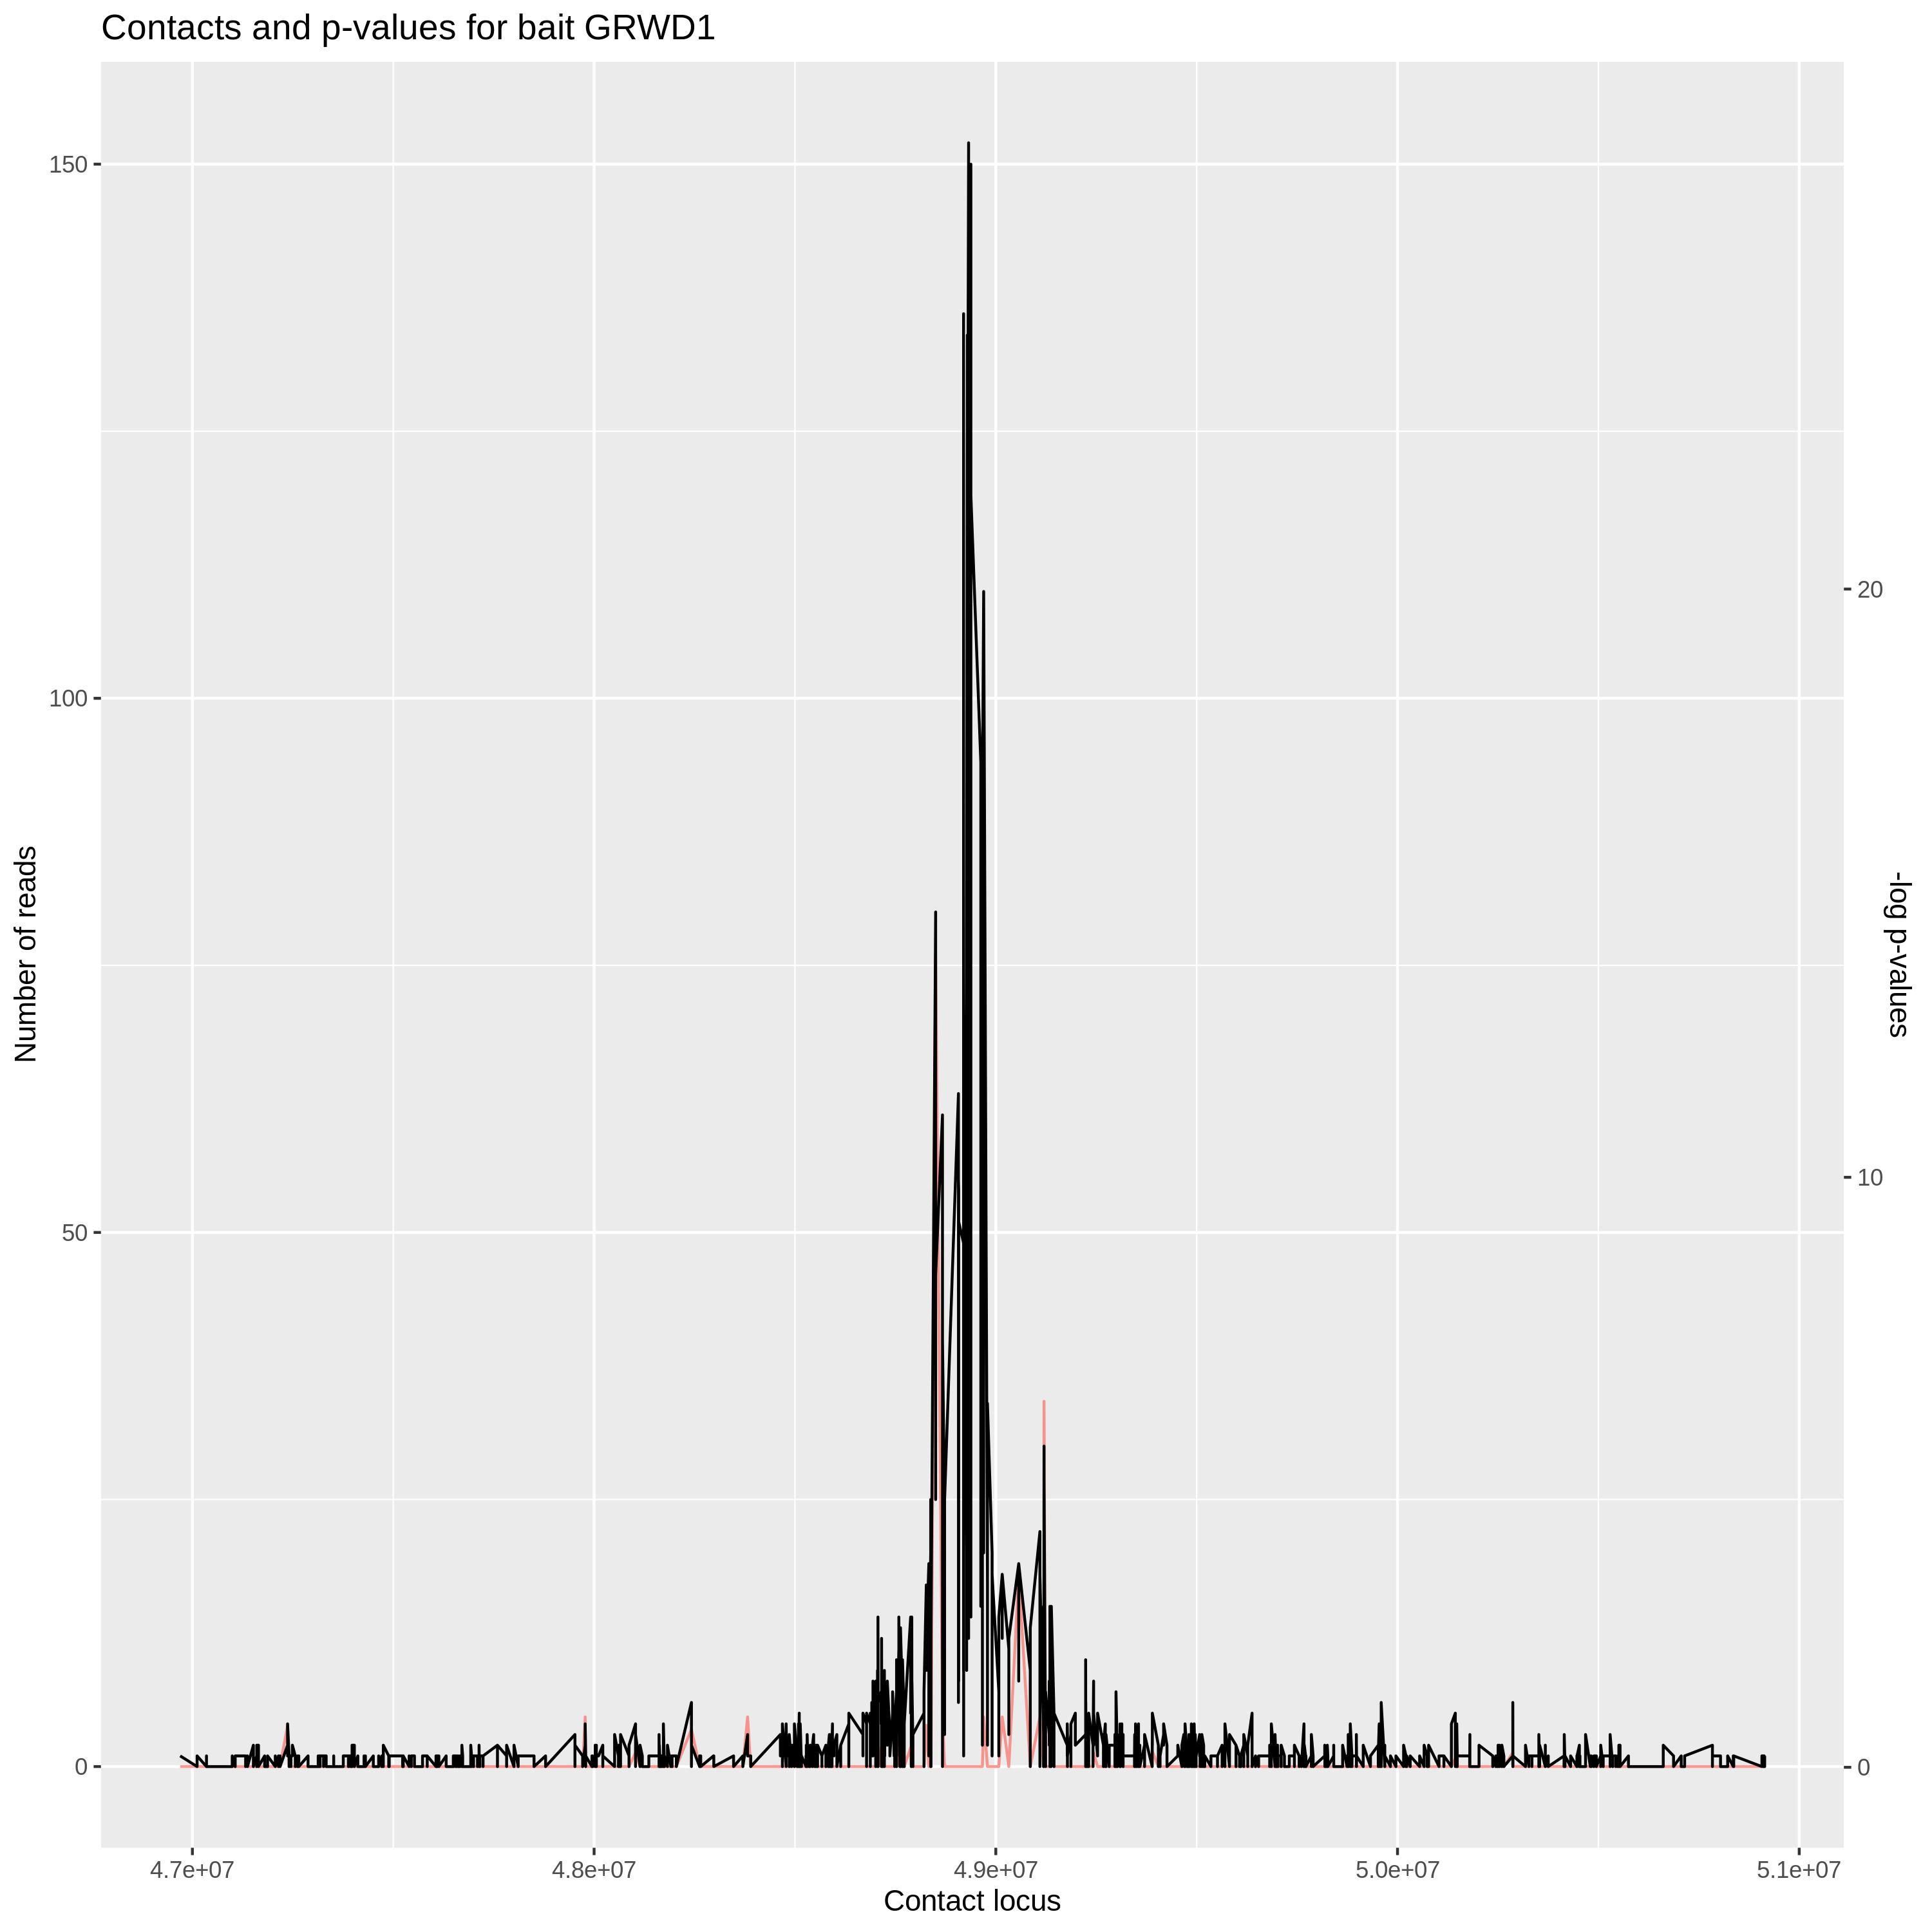 Contacts and p-values for bait GRWD1
150
100
50
0
Number of reads
20
10
0
-log p-values
4.7e+07
4.8e+07
4.9e+07
5.0e+07
5.1e+07
Contact locus